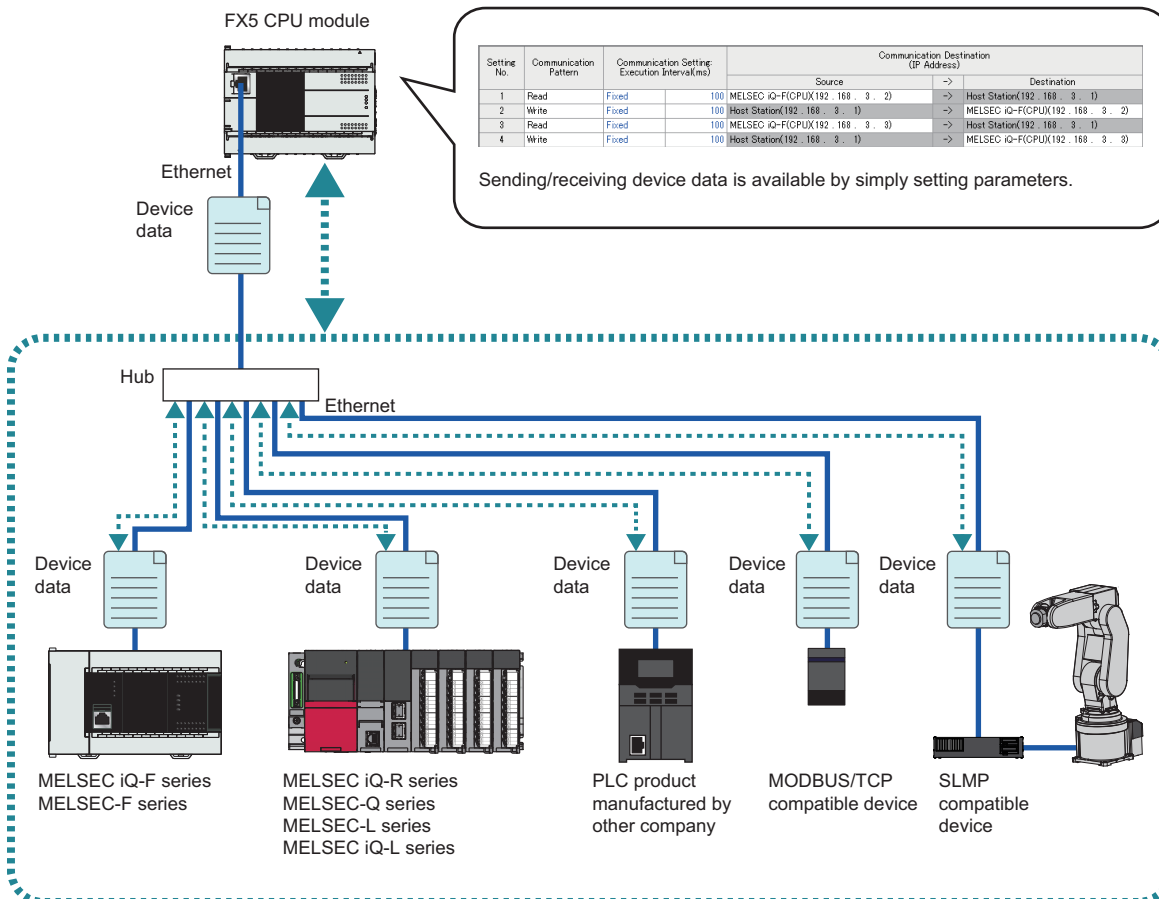 FX5 CPU module
Setting No. Communication Pattern Communication Setting: Execution Interval(ms) Communication Destination (IP Address)
Source -> Destination
1 Read Fixed 100 MELSEC iQ-F(CPU)(192 . 168 . 3 . 2) -> Host Station(192 . 168 . 3 . 1)
2 Write Fixed 100 Host Station(192 . 168 . 3 . 1) -> MELSEC iQ-F(CPU)(192 . 168 . 3 . 2)
3 Read Fixed 100 MELSEC iQ-F(CPU)(192 . 168 . 3 . 3) -> Host Station(192 . 168 . 3 . 1)
4 Write Fixed 100 Host Station(192 . 168 . 3 . 1) -> MELSEC iQ-F(CPU)(192 . 168 . 3 . 3)
Sending/receiving device data is available by simply setting parameters.
Ethernet
Device
data
Hub
Ethernet
Device
data
Device
data
Device
data
Device
data
Device
data
MELSEC iQ-F series
MELSEC-F series
MELSEC iQ-R series
MELSEC-Q series
MELSEC-L series
MELSEC iQ-L series
PLC product
manufactured by
other company
MODBUS/TCP
compatible device
SLMP
compatible
device